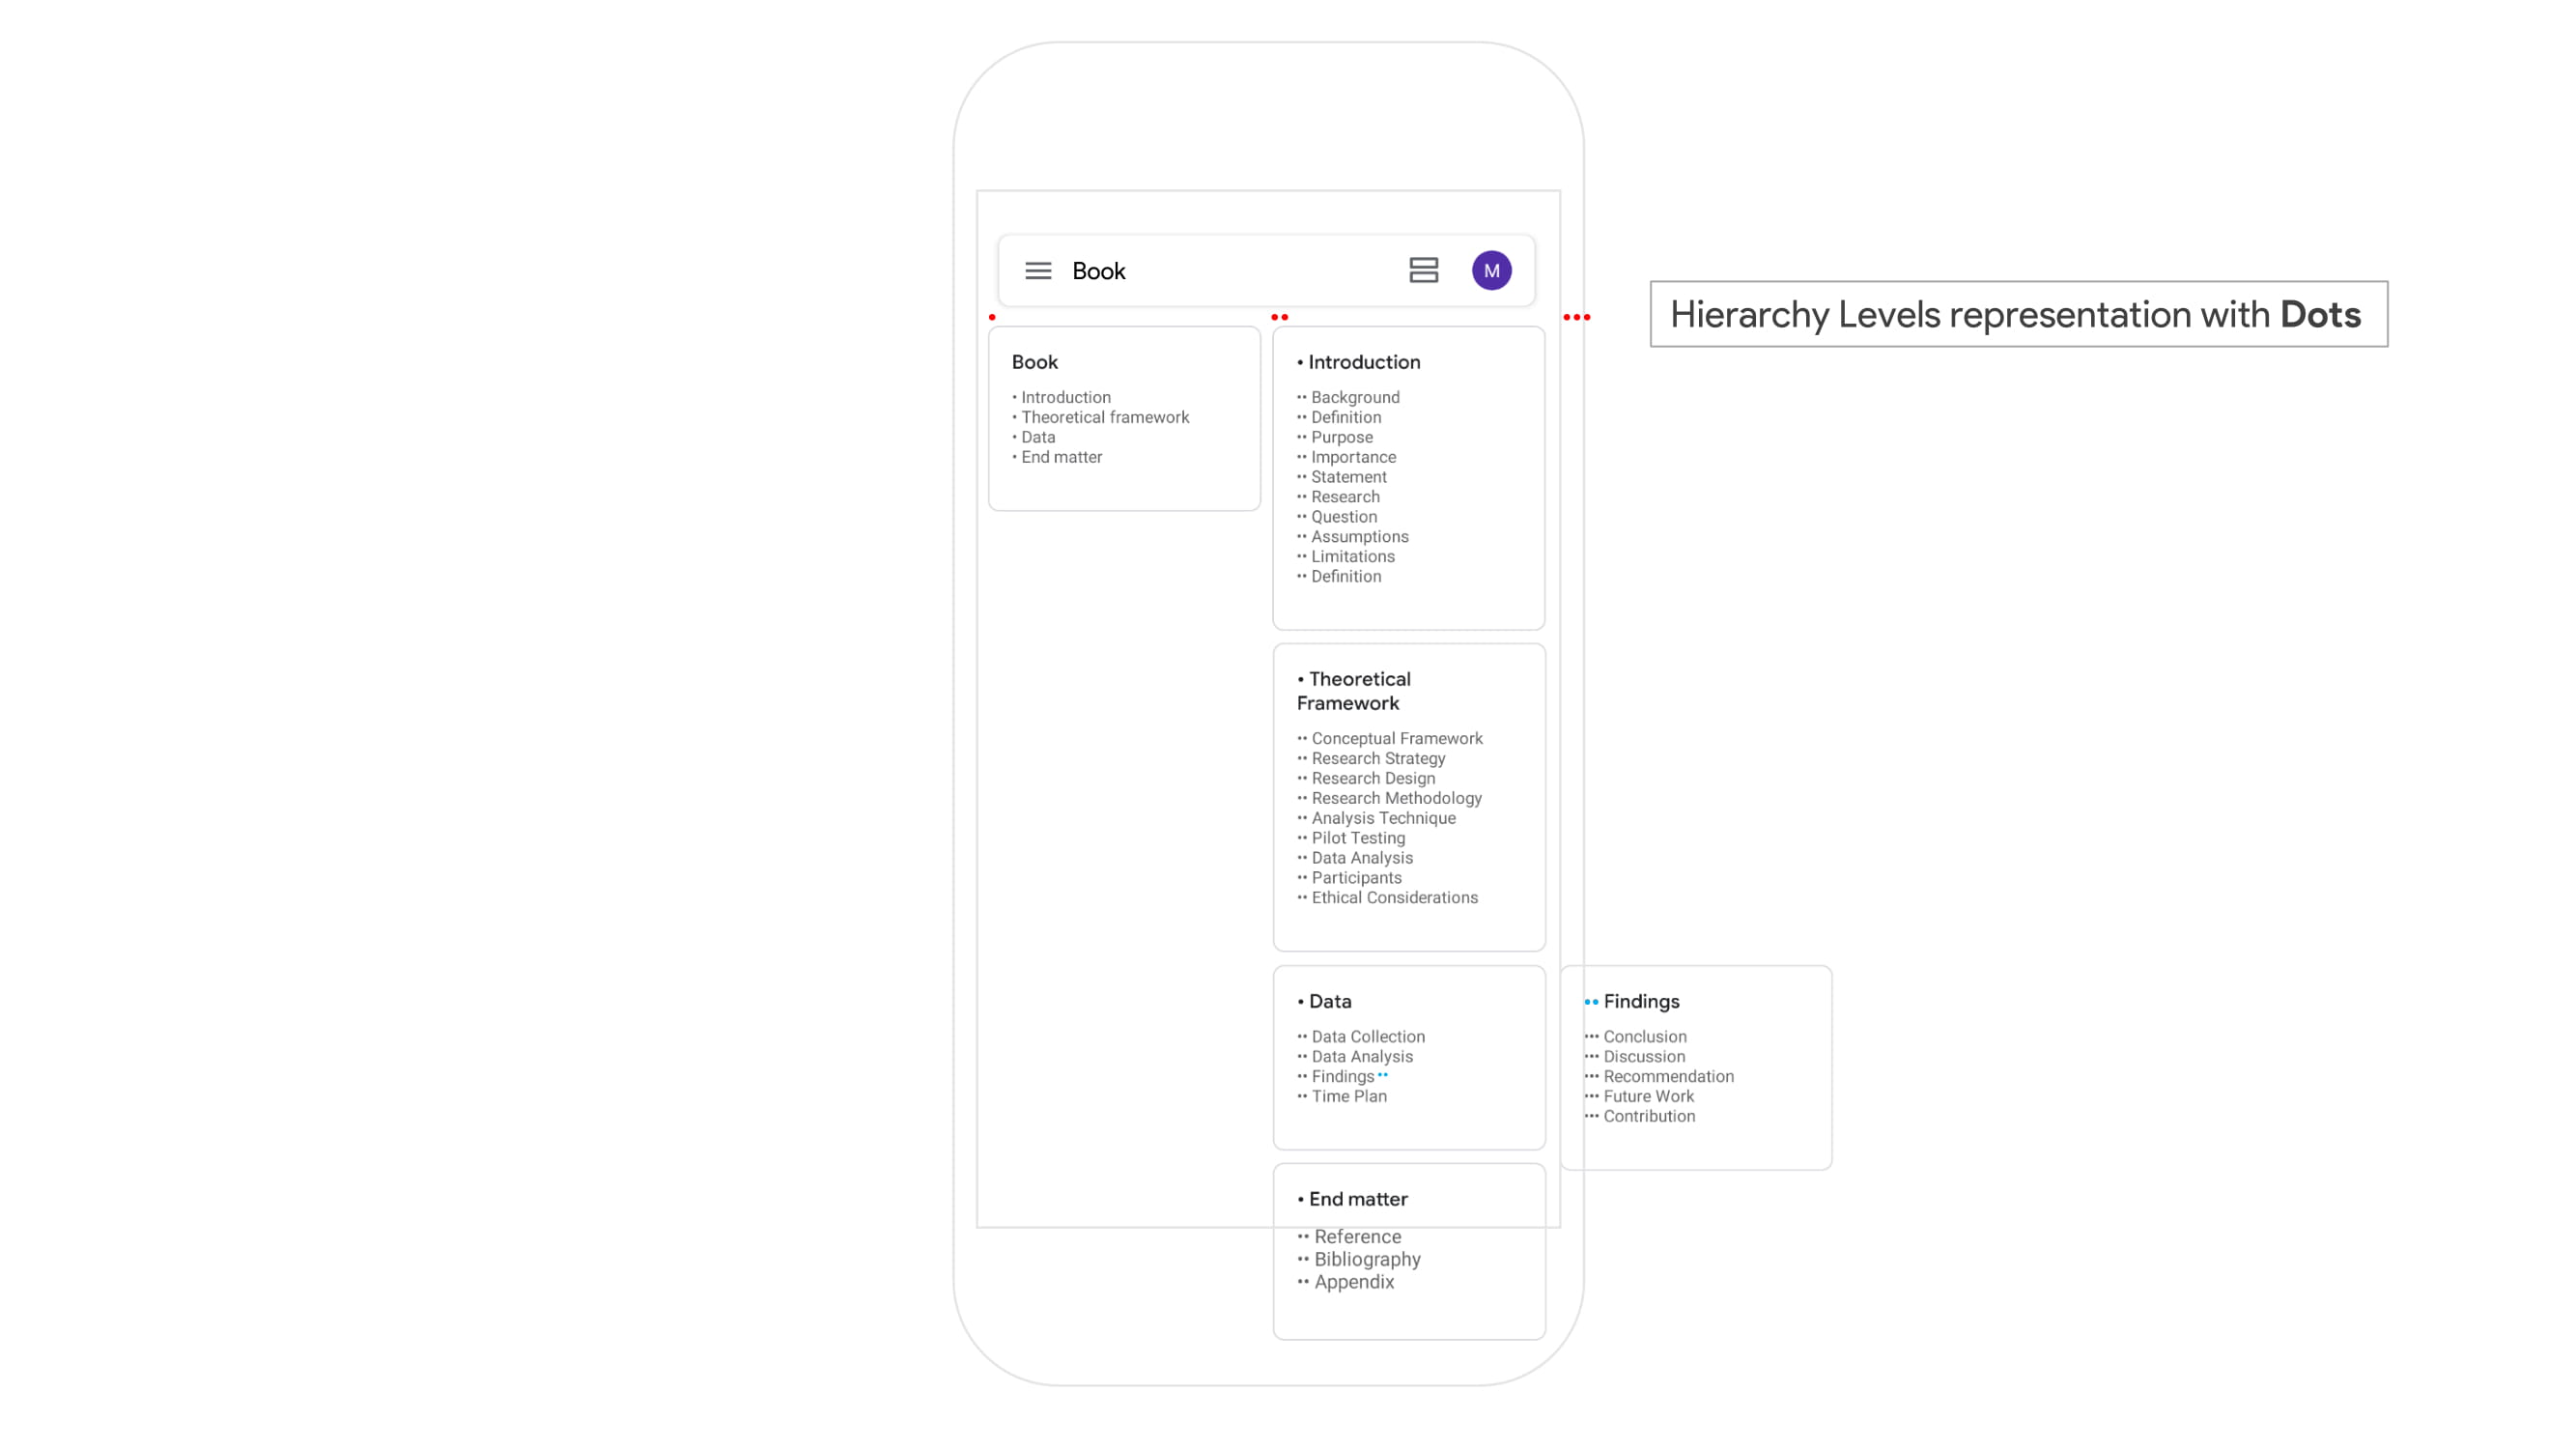 Book
M
Hierarchy Levels representation with Dots
Book
• Introduction
• Theoretical framework
• Data
• End matter
• Introduction
•• Background
•• Definition
•• Purpose
•• Importance
•• Statement
•• Research
•• Question
•• Assumptions
•• Limitations
•• Definition
• Theoretical
Framework
•• Conceptual Framework
•• Research Strategy
•• Research Design
•• Research Methodology
•• Analysis Technique
•• Pilot Testing
•• Data Analysis
•• Participants
•• Ethical Considerations
• Data
•• Data Collection
•• Data Analysis
•• Findings ••
•• Time Plan
•• Findings
••• Conclusion
••• Discussion
••• Recommendation
••• Future Work
••• Contribution
• End matter
•• Reference
•• Bibliography
•• Appendix